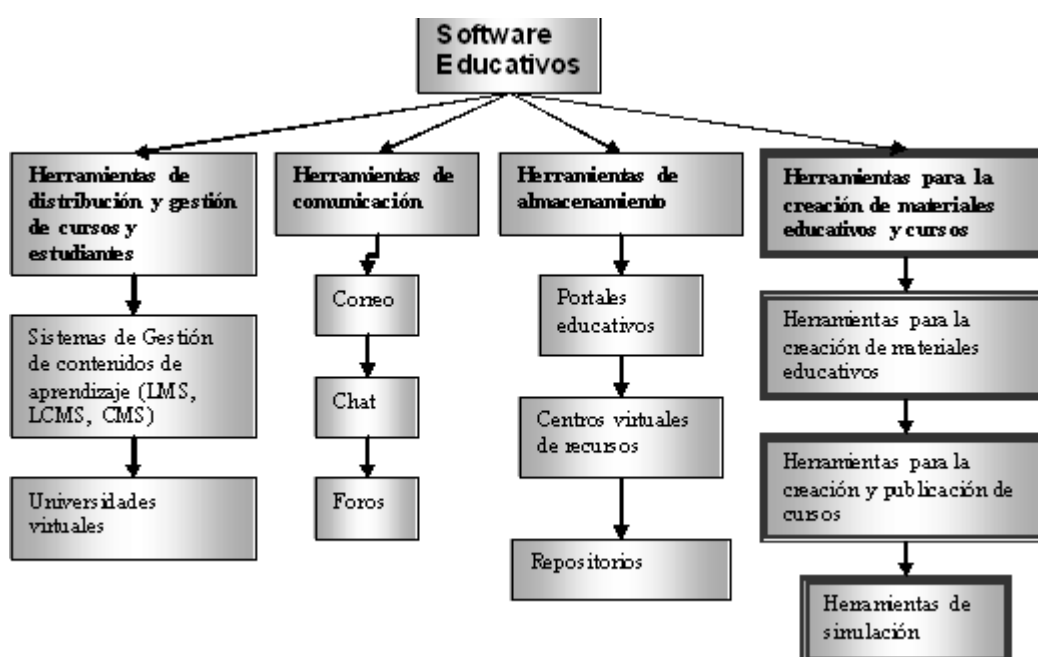 Software
Educativos
Herramientas de
distribución y gestión
de cursos y
estudiantes
Sistemas de Gestión
de contenidos de
aprendizaje (LMS,
LCMS, CMS)
Universidades
virtuales
Herramientas de
comunicación
Correo
Chat
Foros
Herramientas de
almacenamiento
Portales
educativos
Centros virtuales
de recursos
Repositorios
Herramientas para la
creación de materiales
educativos y cursos
Herramientas para la
creación de materiales
educativos
Herramientas para la
creación y publicación de
cursos
Herramientas de
simulación